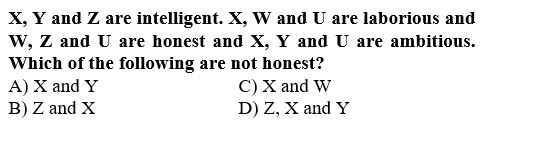 X, Y and Z are intelligent. X, W and U are laborious and
W, Z and U are honest and X, Y and U are ambitious.
Which of the following are not honest?
A) X and Y C) X and W
B) Z and X D) Z, X and Y